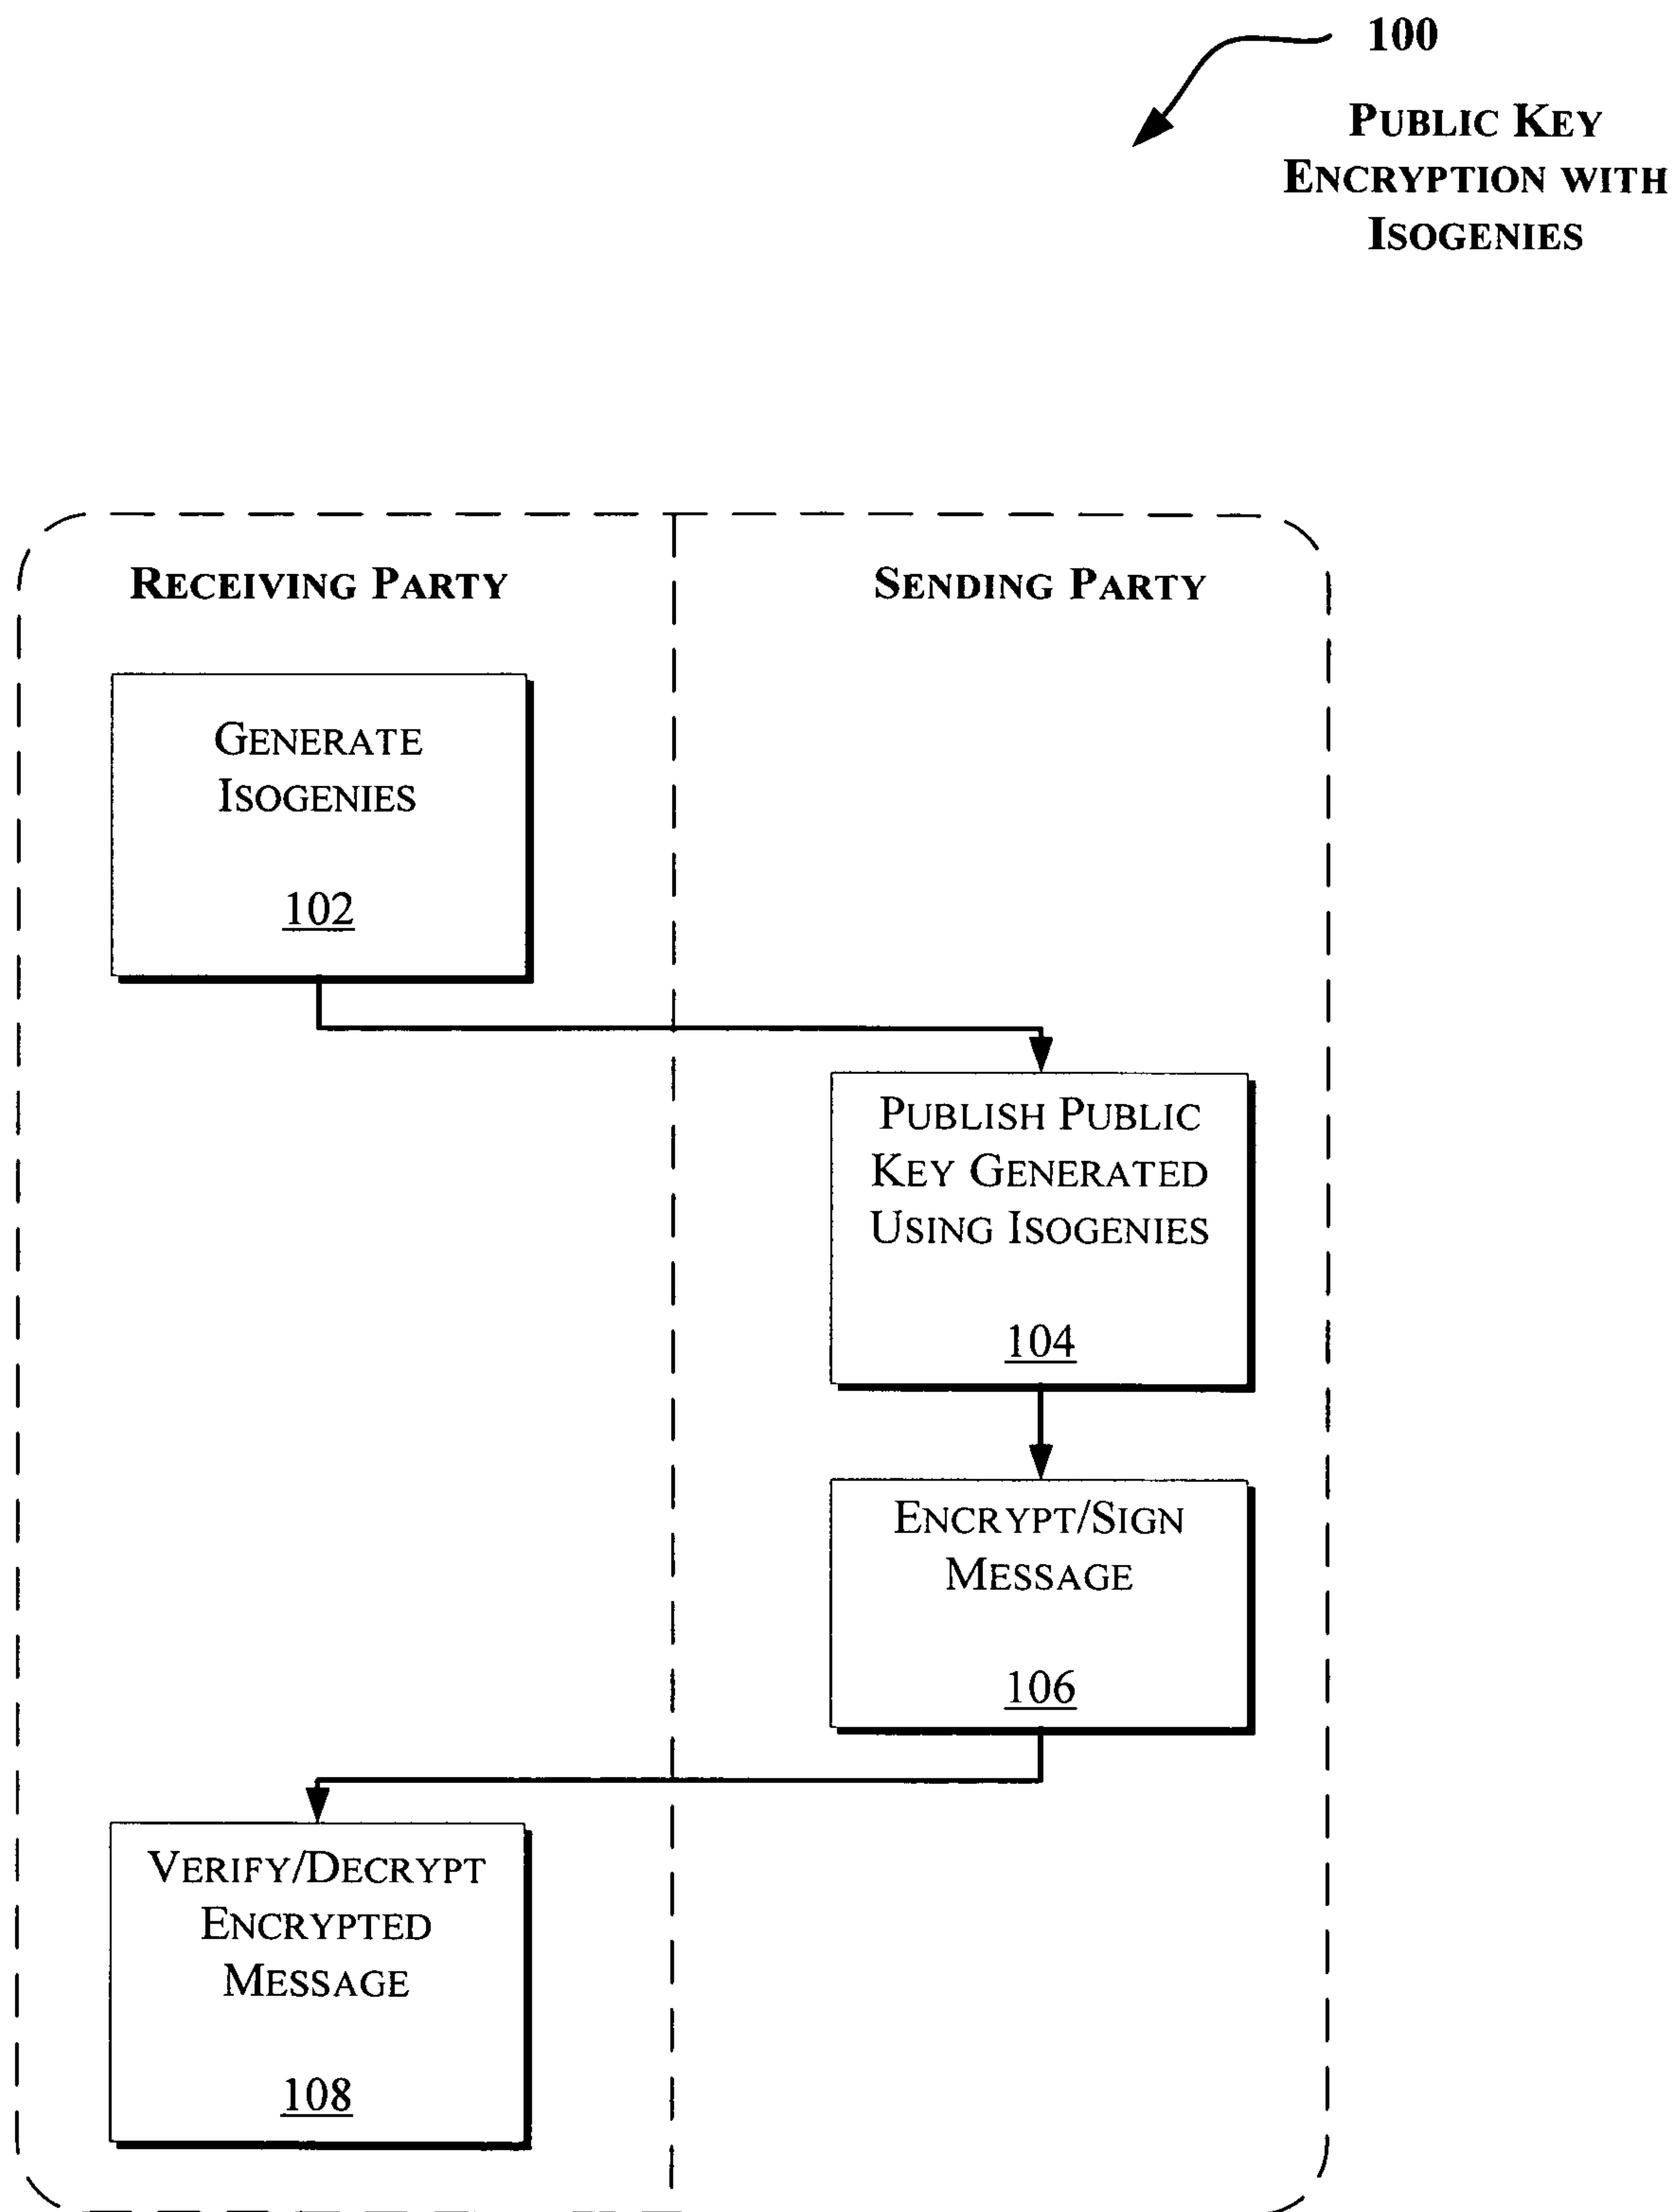 100
PUBLIC KEY
ENCRYPTION WITH
ISOGENIES
RECEIVING PARTY
SENDING PARTY
GENERATE
ISOGENIES
102
PUBLISH PUBLIC
KEY GENERATED
USING ISOGENIES
104
ENCRYPT/SIGN
MESSAGE
106
VERIFY/DECRYPT
ENCRYPTED
MESSAGE
108